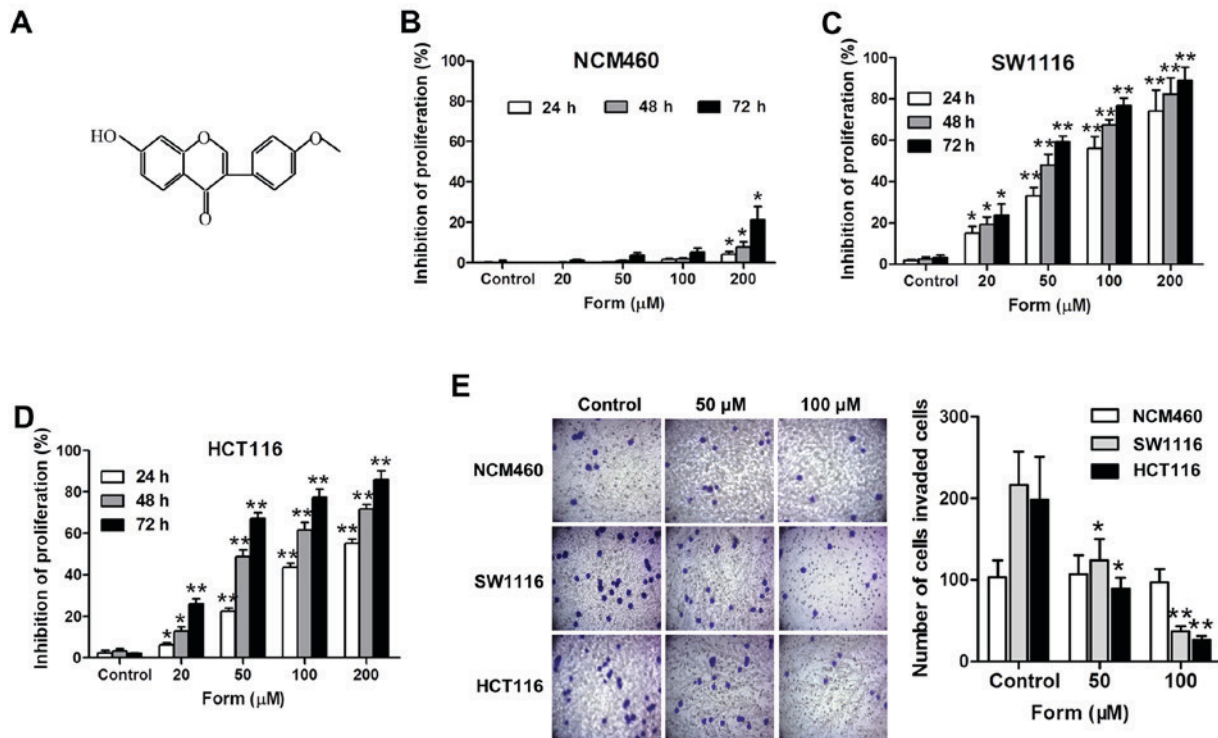 A
HO
O
O
O
B
NCM460
Inhibition of proliferation (%)
100
80
60
40
20
0
24 h
48 h
72 h
* * *
Control 20 50 100 200
Form (µM)
C
SW1116
Inhibition of proliferation (%)
100
80
60
40
20
0
24 h
48 h
72 h
* * *
** ** **
** ** **
** ** **
Control 20 50 100 200
Form (µM)
D
HCT116
Inhibition of proliferation (%)
100
80
60
40
20
0
24 h
48 h
72 h
* * **
** ** **
** ** **
** ** **
Control 20 50 100 200
Form (µM)
E
Control 50 µM 100 µM
NCM460
SW1116
HCT116
Number of cells invaded cells
300
200
100
0
NCM460
SW1116
HCT116
* *
** **
Control 50 100
Form (µM)